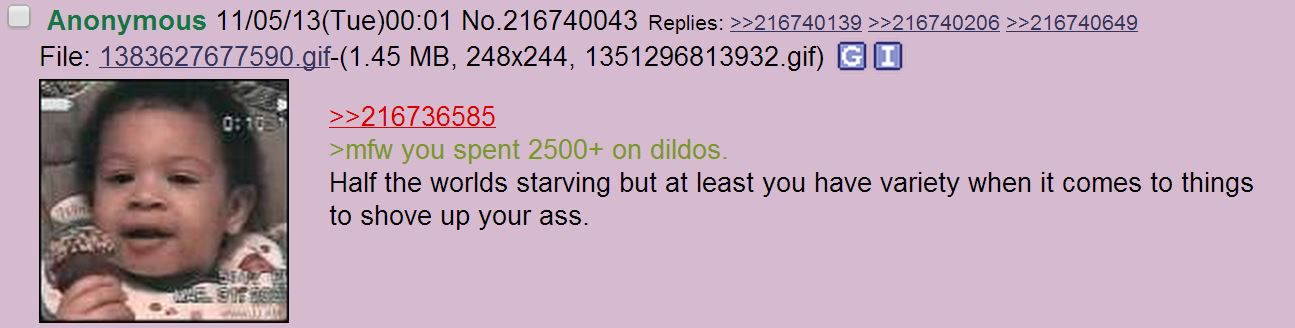 Anonymous 11/05/13(Tue)00:01 No.216740043 Replies: >>216740139 >>216740206 >>216740649
File: 1383627677590.gif-(1.45 MB, 248x244, 1351296813932.gif) G I
>>216736585
>mfw you spent 2500+ on dildos.
Half the worlds starving but at least you have variety when it comes to things
to shove up your ass.
0:10